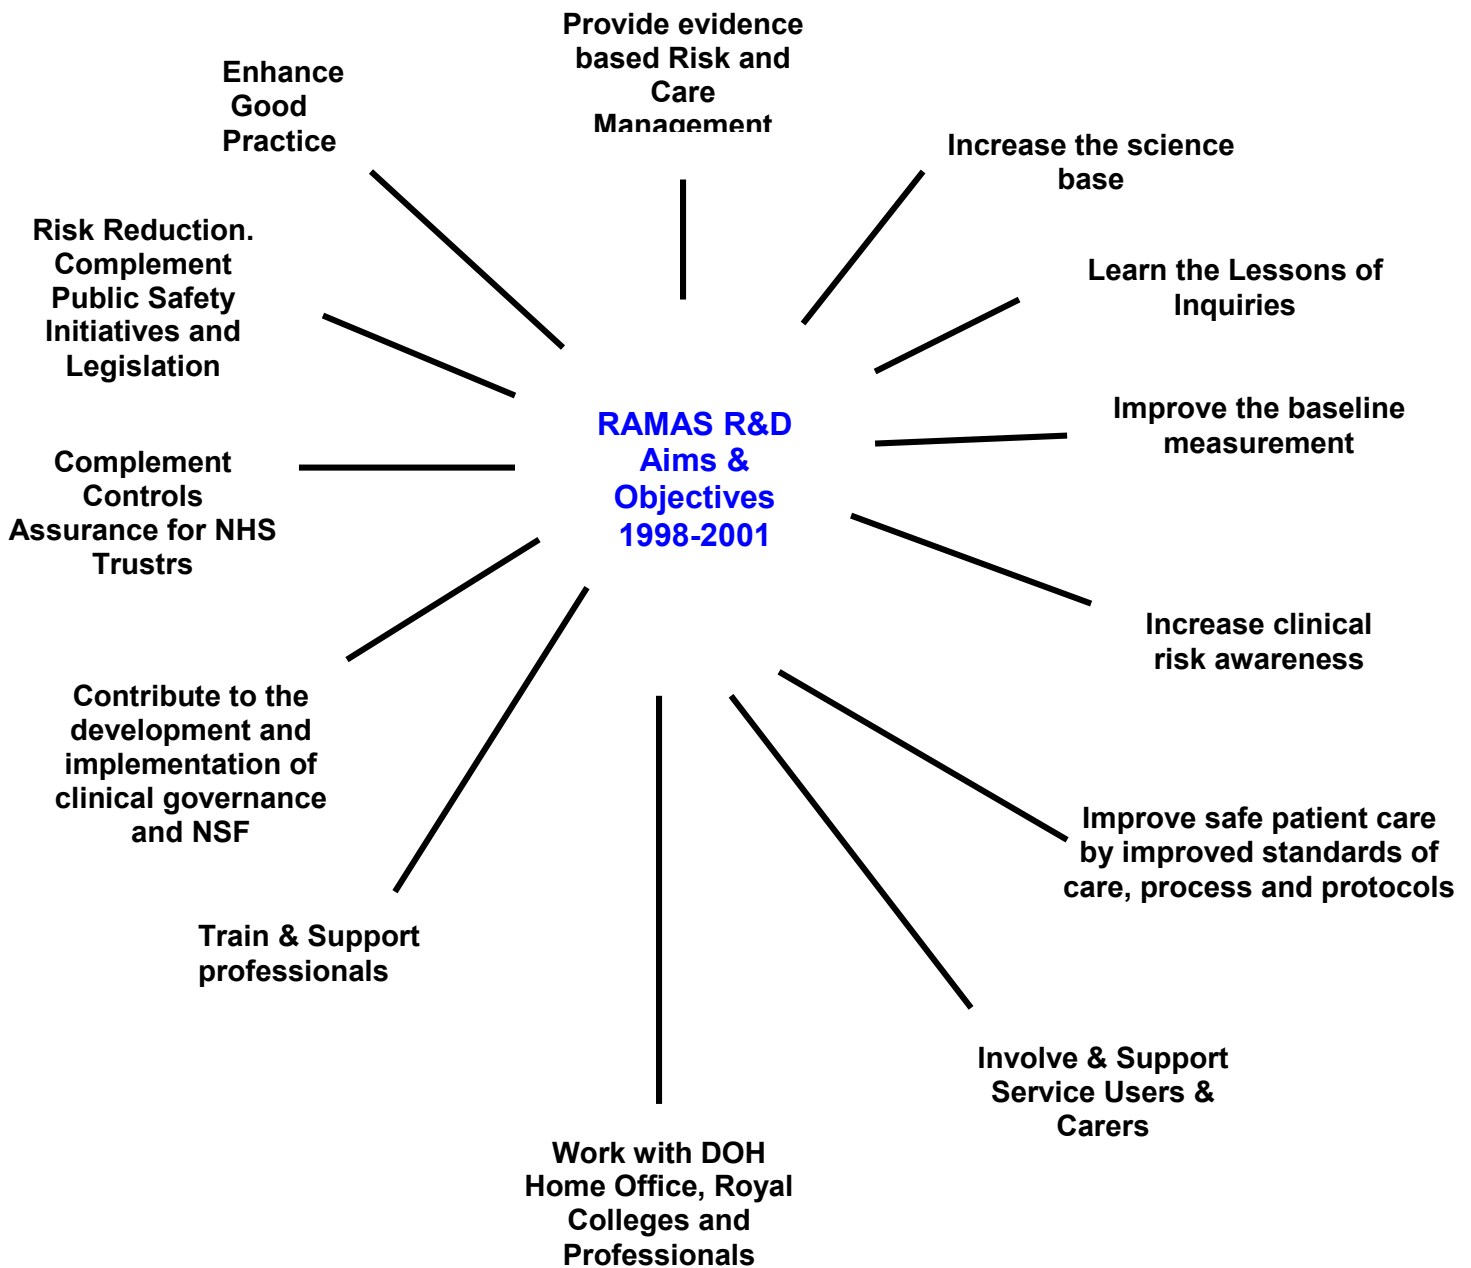 Provide evidence
based Risk and
Care
Management
Enhance
Good
Practice
Increase the science
base
Risk Reduction.
Complement
Public Safety
Initiatives and
Legislation
Learn the Lessons of
Inquiries
RAMAS R&D
Aims &
Objectives
1998-2001
Improve the baseline
measurement
Complement
Controls
Assurance for NHS
Trustrs
Increase clinical
risk awareness
Contribute to the
development and
implementation of
clinical governance
and NSF
Improve safe patient care
by improved standards of
care, process and protocols
Train & Support
professionals
Involve & Support
Service Users &
Carers
Work with DOH
Home Office, Royal
Colleges and
Professionals